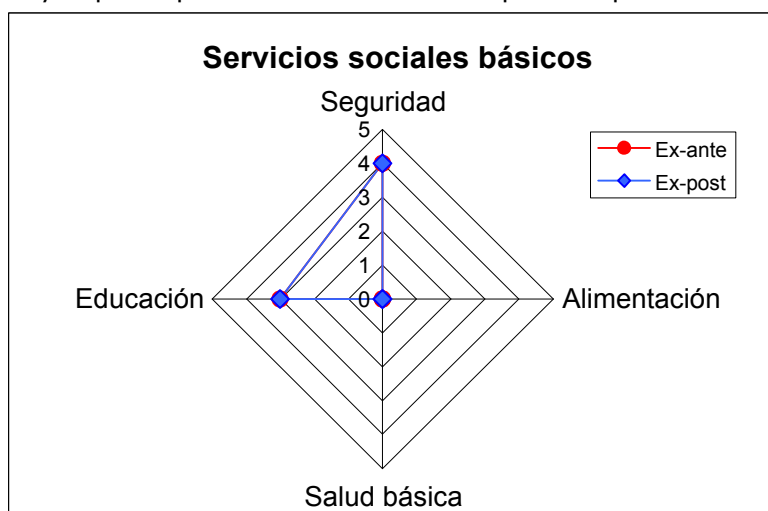 Servicios sociales básicos
Seguridad
5
4
3
2
1
0
Educación
Alimentación
Salud básica
Ex-ante
Ex-post